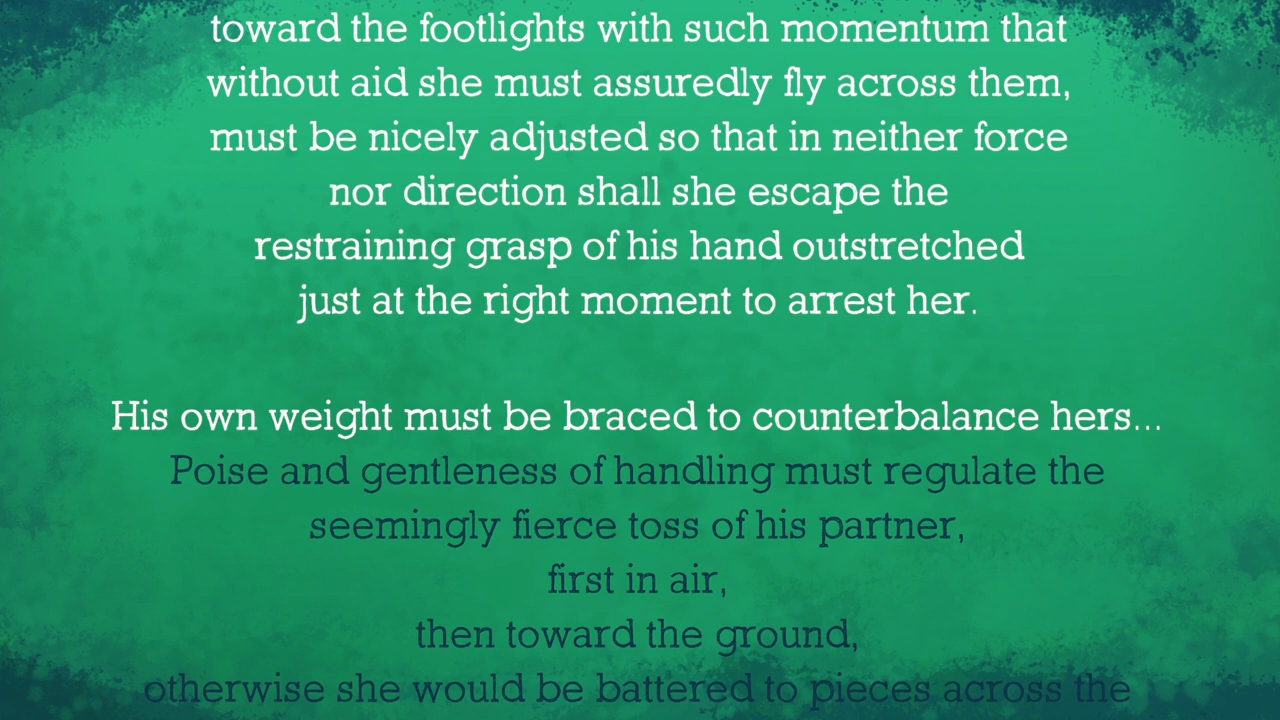 toward the footlights with such momentum that
without aid she must assuredly fly across them,
must be nicely adjusted so that in neither force
nor direction shall she escape the
restraining grasp of his hand outstretched
just at the right moment to arrest her.
His own weight must be braced to counterbalance hers...
Poise and gentleness of handling must regulate the
seemingly fierce toss of his partner,
first in air,
then toward the ground,
otherwise she would be battered to pieces across the